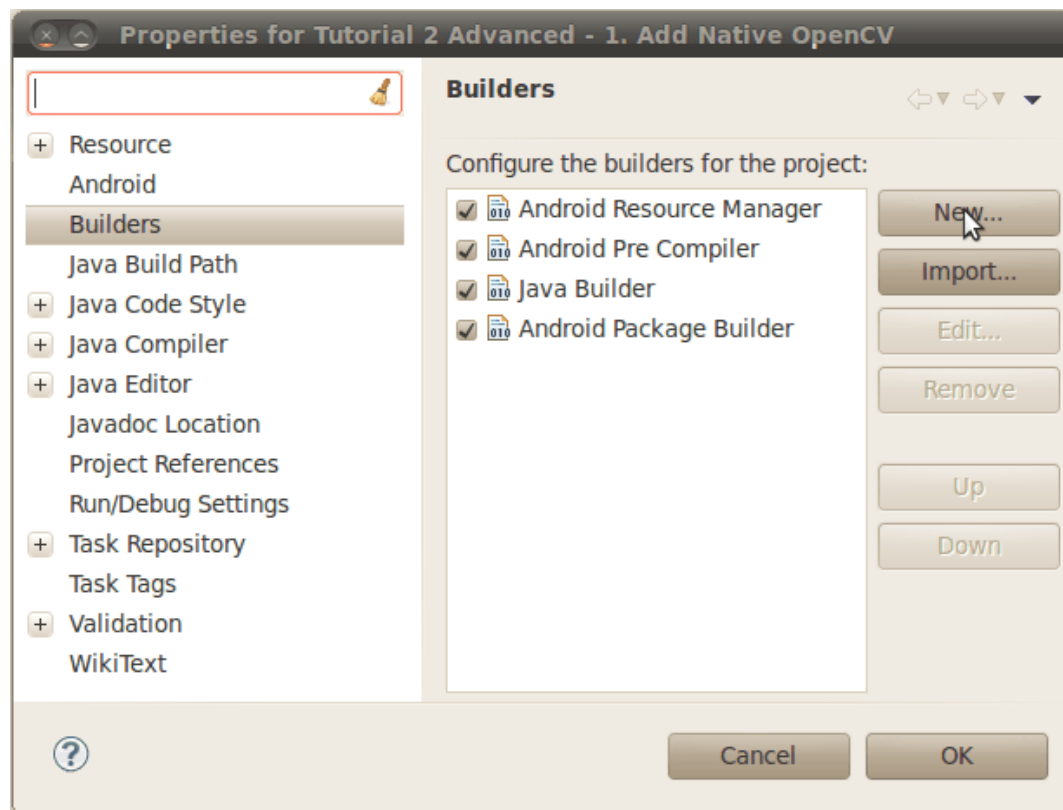 Properties for Tutorial 2 Advanced - 1. Add Native OpenCV
Resource
Android
Builders
Java Build Path
Java Code Style
Java Compiler
Java Editor
Javadoc Location
Project References
Run/Debug Settings
Task Repository
Task Tags
Validation
WikiText
Builders
Configure the builders for the project:
Android Resource Manager
Android Pre Compiler
Java Builder
Android Package Builder
New...
Import...
Edit...
Remove
Up
Down
Cancel
OK